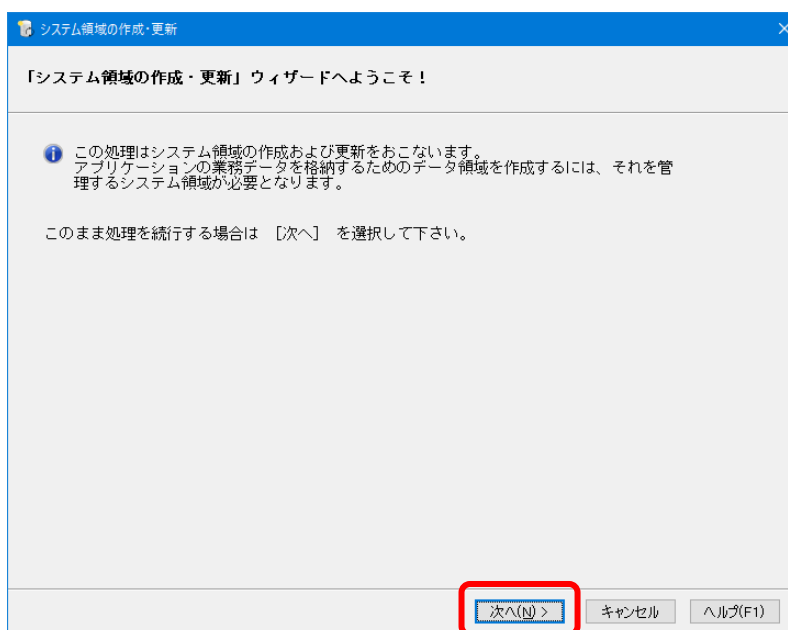 システム領域の作成・更新
「システム領域の作成・更新」ウィザードへようこそ！
この処理はシステム領域の作成および更新をおこないます。
アプリケーションの業務データを格納するためのデータ領域を作成するには、それを管
理するシステム領域が必要となります。
このまま処理を続行する場合は ［次へ］ を選択して下さい。
次へ(N) > キャンセル ヘルプ(F1)